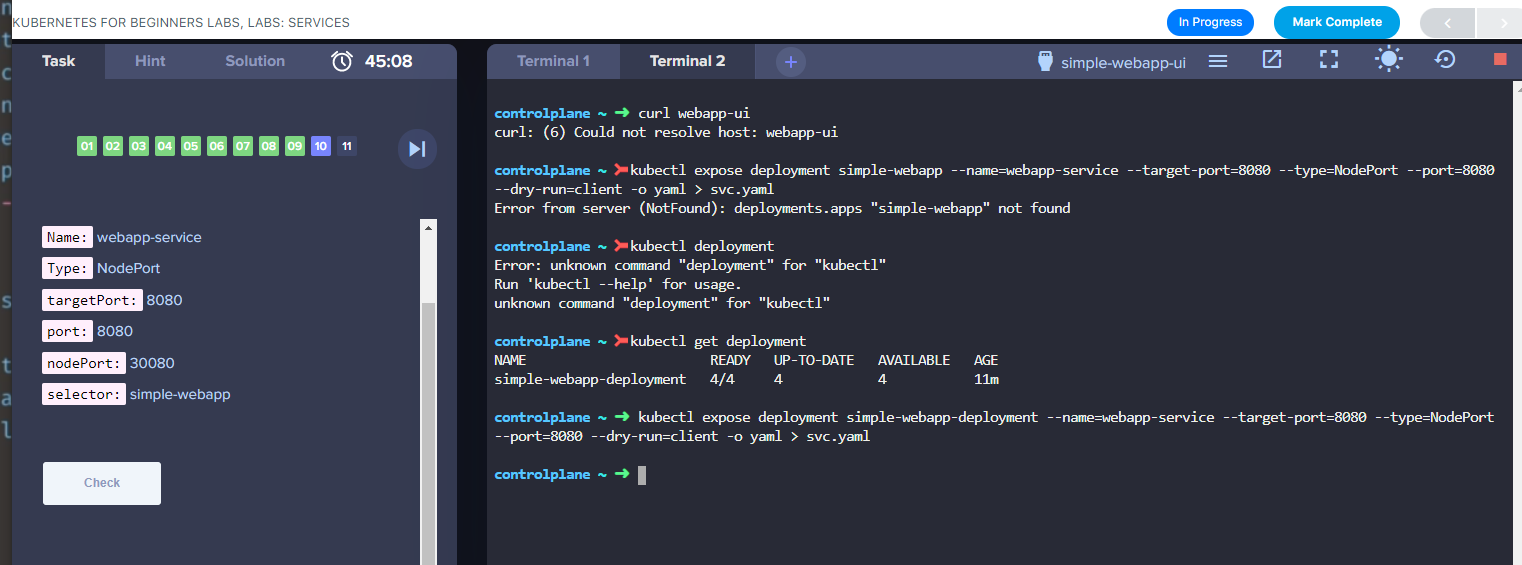 KUBERNETES FOR BEGINNERS LABS, LABS: SERVICES
In Progress
Mark Complete
Task
Hint
Solution
45:08
01 02 03 04 05 06 07 08 09 10 11
Name: webapp-service
Type: NodePort
targetPort: 8080
port: 8080
nodePort: 30080
selector: simple-webapp
Check
Terminal 1
Terminal 2
+
simple-webapp-ui
controlplane ~ ➜ curl webapp-ui
curl: (6) Could not resolve host: webapp-ui
controlplane ~ ✖ kubectl expose deployment simple-webapp --name=webapp-service --target-port=8080 --type=NodePort --port=8080
--dry-run=client -o yaml > svc.yaml
Error from server (NotFound): deployments.apps "simple-webapp" not found
controlplane ~ ✖ kubectl deployment
Error: unknown command "deployment" for "kubectl"
Run 'kubectl --help' for usage.
unknown command "deployment" for "kubectl"
controlplane ~ ✖ kubectl get deployment
NAME READY UP-TO-DATE AVAILABLE AGE
simple-webapp-deployment 4/4 4 4 11m
controlplane ~ ➜ kubectl expose deployment simple-webapp-deployment --name=webapp-service --target-port=8080 --type=NodePort
--port=8080 --dry-run=client -o yaml > svc.yaml
controlplane ~ ➜